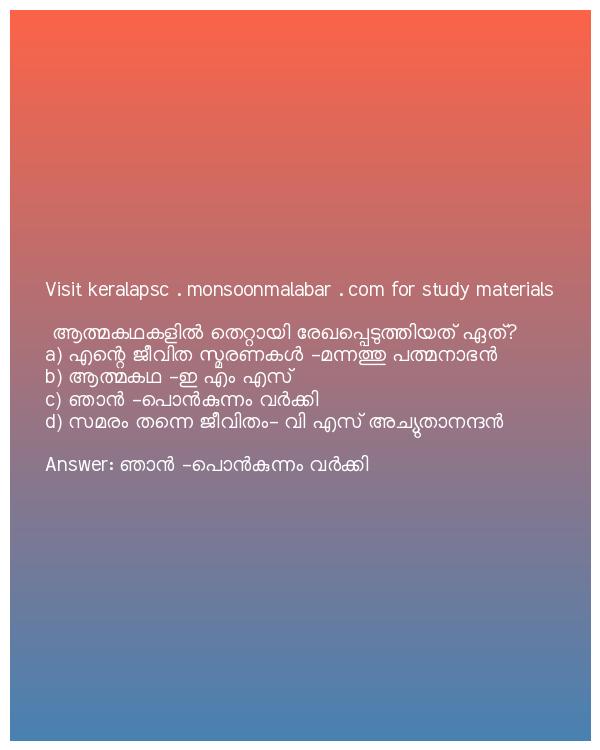 Visit keralapsc . monsoonmalabar . com for study materials
ആത്മകഥകളിൽ തെറ്റായി രേഖപ്പെടുത്തിയത് ഏത്?
a) എന്റെ ജീവിത സ്മരണകൾ -മന്നത്തു പത്മനാഭൻ
b) ആത്മകഥ -ഇ എം എസ്
c) ഞാൻ -പൊൻകുന്നം വർക്കി
d) സമരം തന്നെ ജീവിതം- വി എസ് അച്യുതാനന്ദൻ
Answer: ഞാൻ -പൊൻകുന്നം വർക്കി